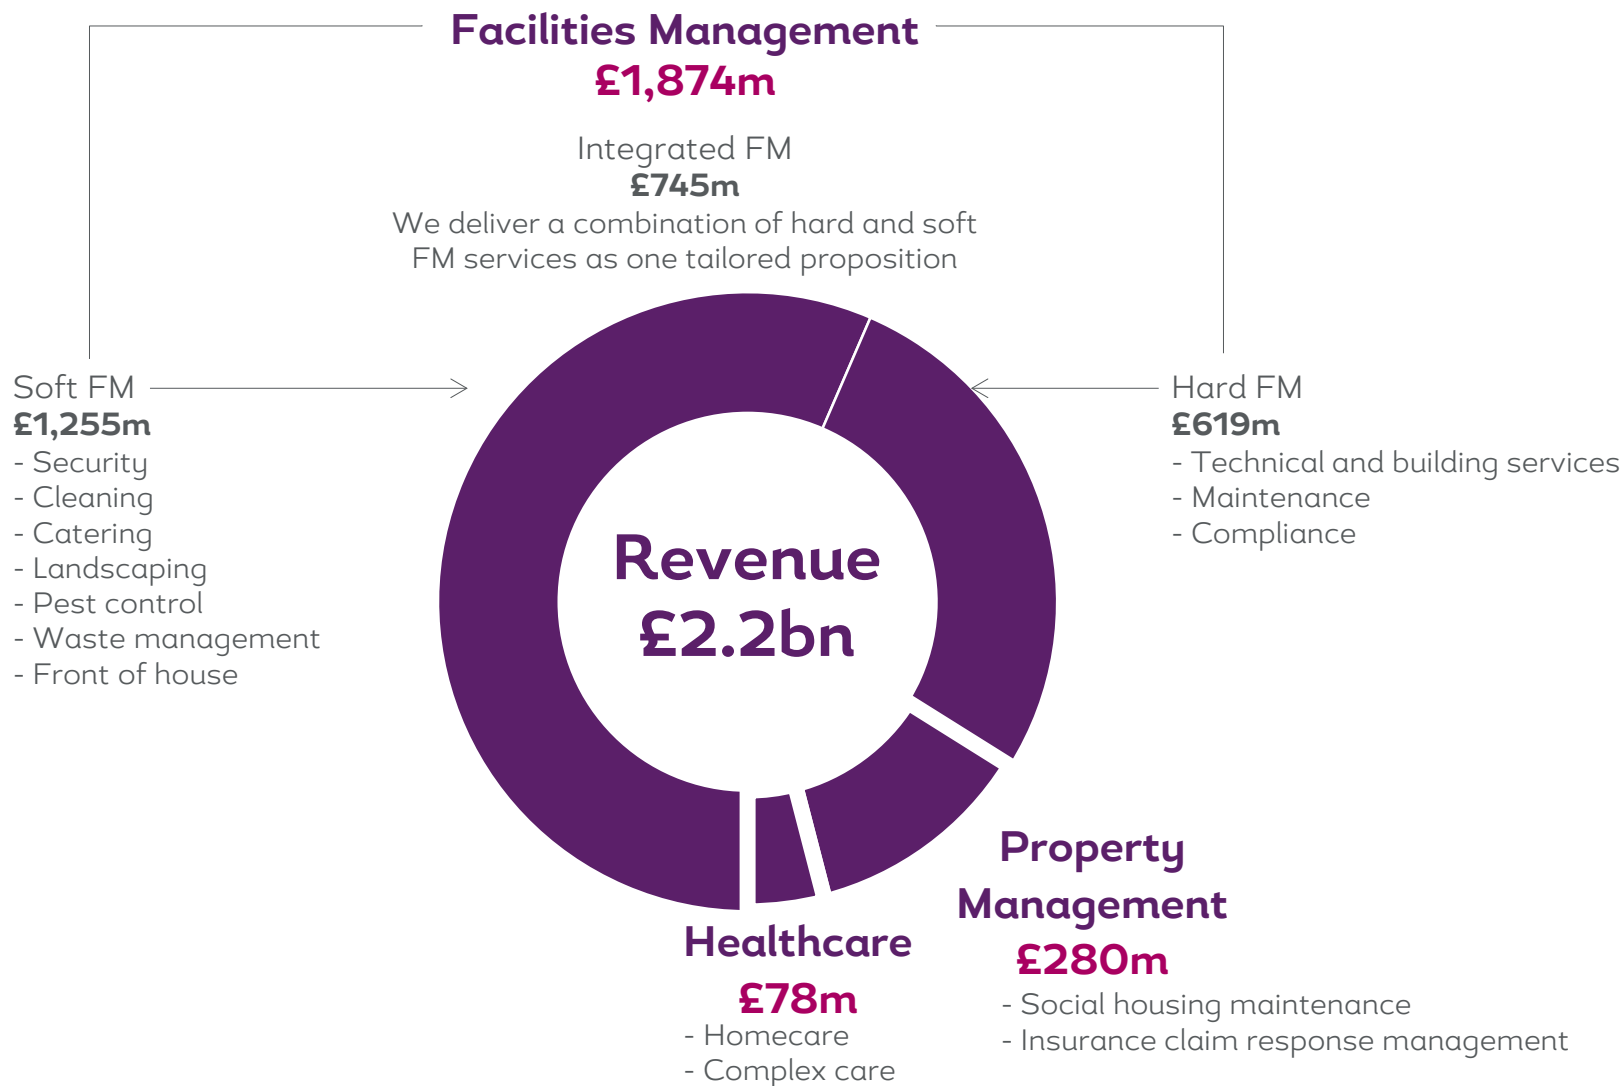 Facilities Management
£1,874m
Integrated FM
£745m
We deliver a combination of hard and soft
FM services as one tailored proposition
Soft FM
£1,255m
- Security
- Cleaning
- Catering
- Landscaping
- Pest control
- Waste management
- Front of house
Hard FM
£619m
- Technical and building services
- Maintenance
- Compliance
Revenue
£2.2bn
Property
Management
£280m
- Social housing maintenance
- Insurance claim response management
Healthcare
£78m
- Homecare
- Complex care